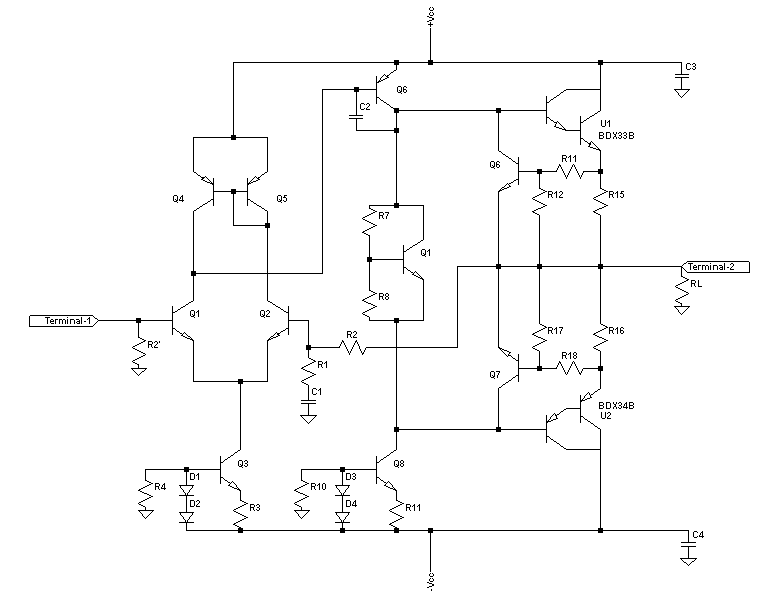 +Vcc
C3
Q6
C2
U1
BDX33B
Q6
R11
R12
R15
Q4
Q5
R7
Q1
Terminal-2
RL
R8
Terminal-1
Q1
Q2
R2'
R2
R1
C1
R17
R16
R18
Q7
BDX34B
U2
Q3
Q8
D1
D3
R4
R10
D2
D4
R3
R11
C4
-Vcc